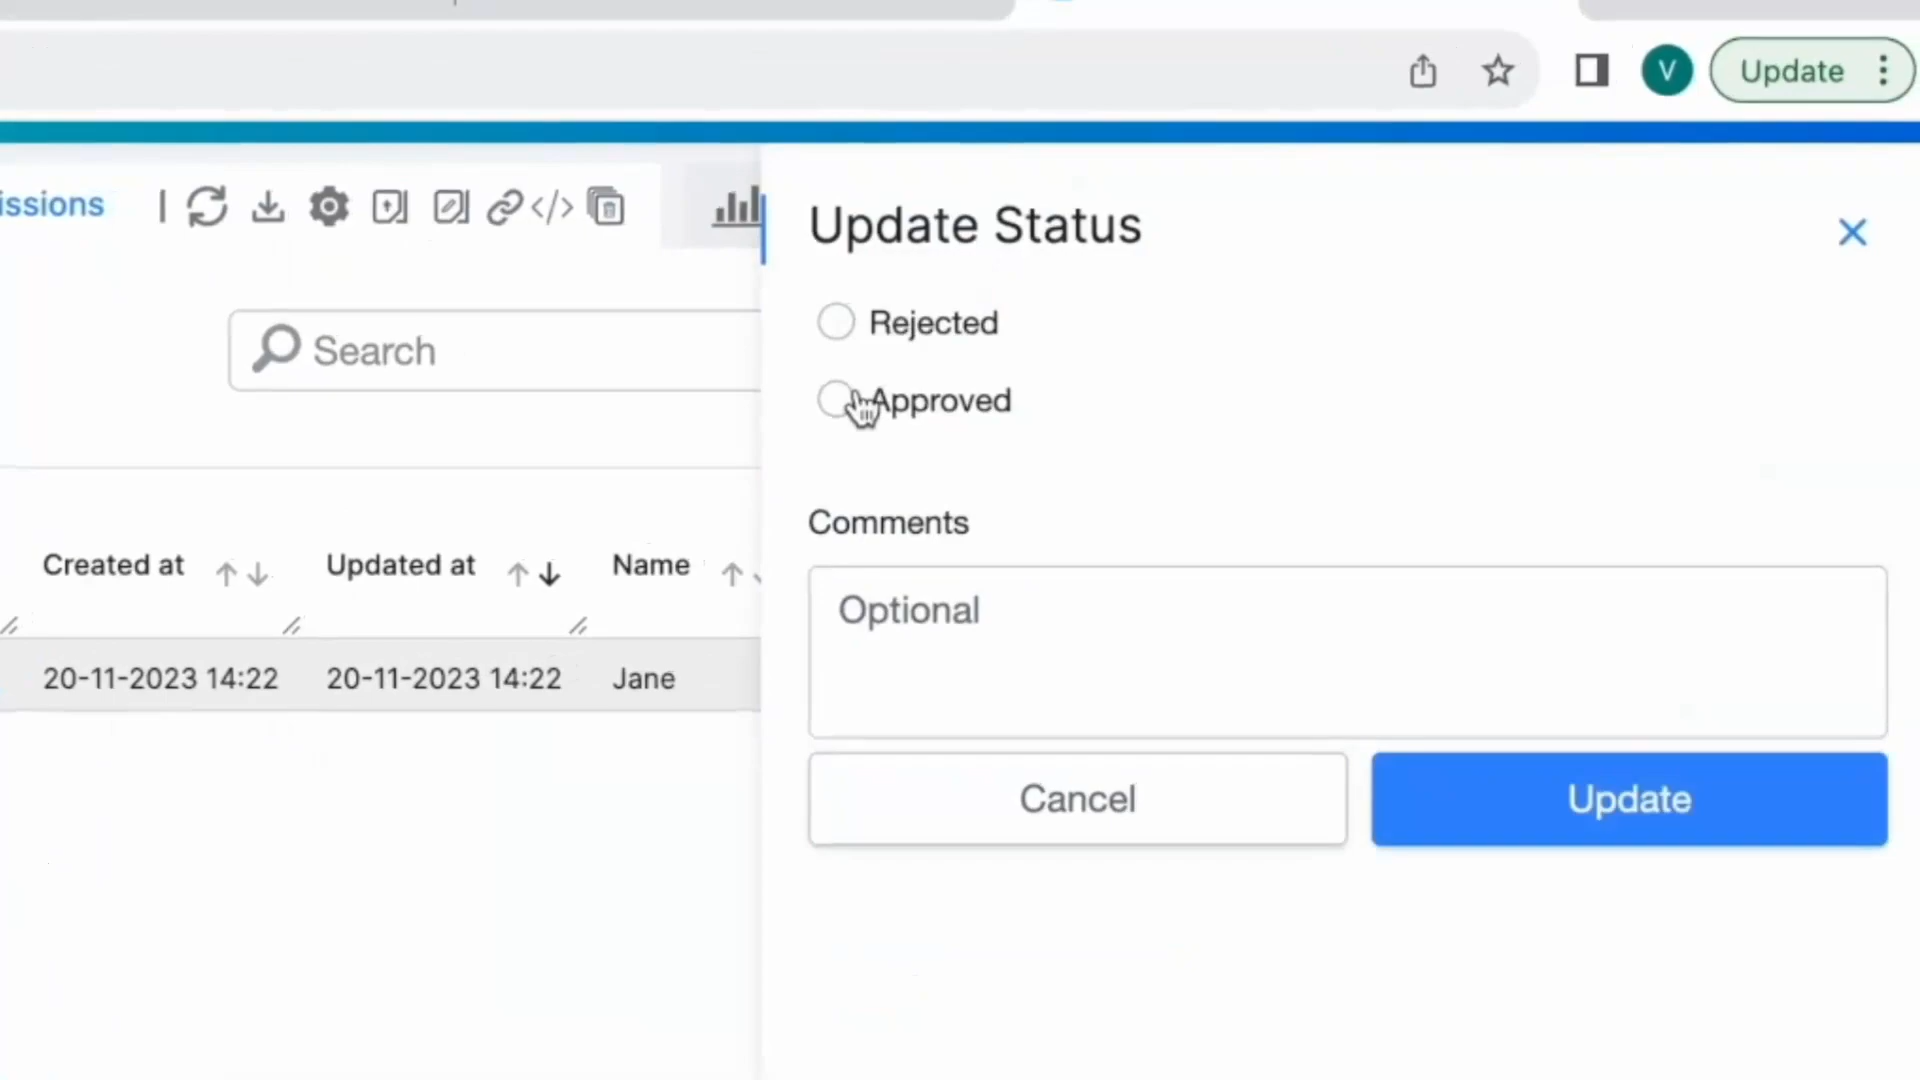 V
Update
issions
</>
Update Status
Rejected
Search
Approved
Comments
Created at
Updated at
Name
Optional
20-11-2023 14:22
20-11-2023 14:22
Jane
Cancel
Update